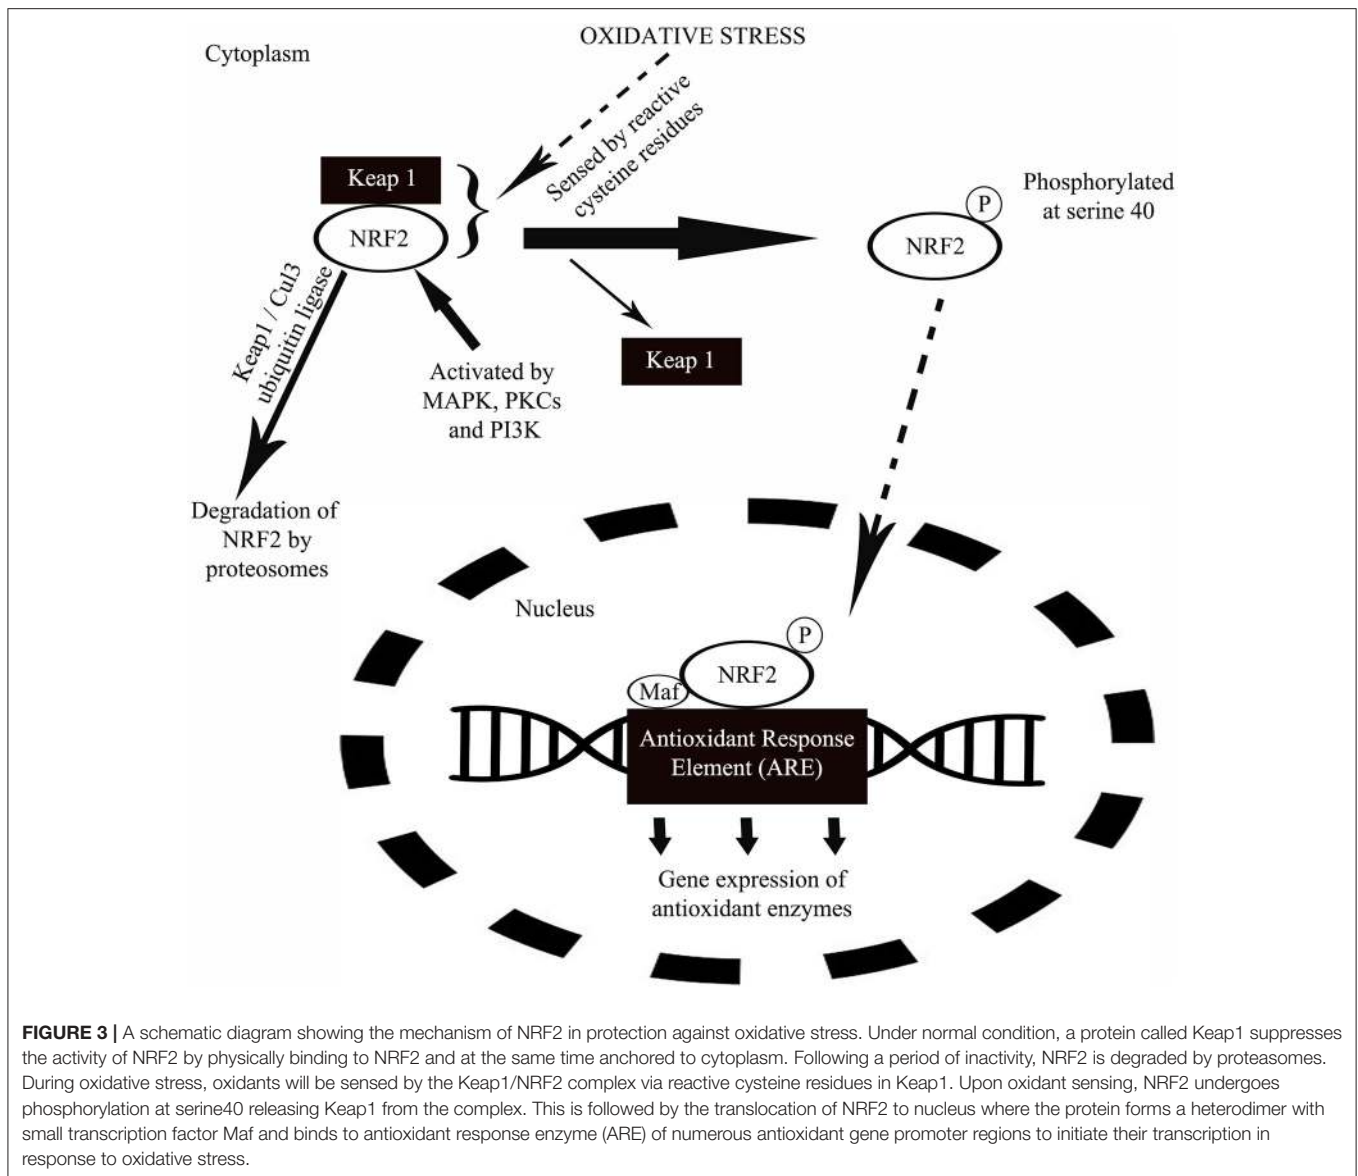 OXIDATIVE STRESS
Cytoplasm
Sensed by reactive
cysteine residues
Keap 1
NRF2
P
NRF2
Phosphorylated
at serine 40
Keap1 / Cul3
ubiquitin ligase
Activated by
MAPK, PKCs
and PI3K
Keap 1
Degradation of
NRF2 by
proteosomes
Nucleus
P
NRF2
Maf
Antioxidant Response
Element (ARE)
Gene expression of
antioxidant enzymes
FIGURE 3 | A schematic diagram showing the mechanism of NRF2 in protection against oxidative stress. Under normal condition, a protein called Keap1 suppresses
the activity of NRF2 by physically binding to NRF2 and at the same time anchored to cytoplasm. Following a period of inactivity, NRF2 is degraded by proteasomes.
During oxidative stress, oxidants will be sensed by the Keap1/NRF2 complex via reactive cysteine residues in Keap1. Upon oxidant sensing, NRF2 undergoes
phosphorylation at serine40 releasing Keap1 from the complex. This is followed by the translocation of NRF2 to nucleus where the protein forms a heterodimer with
small transcription factor Maf and binds to antioxidant response enzyme (ARE) of numerous antioxidant gene promoter regions to initiate their transcription in
response to oxidative stress.